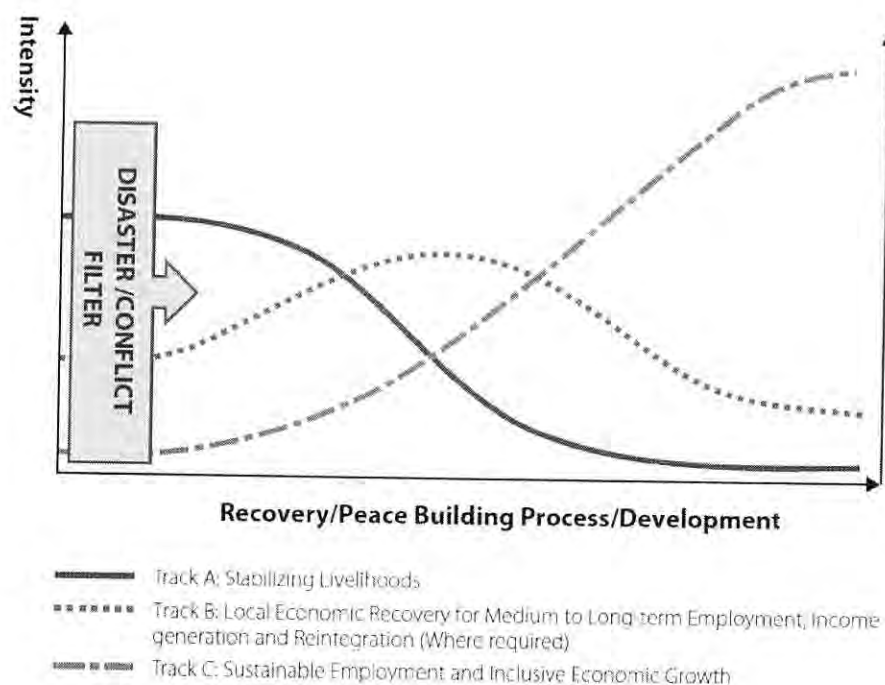 Intensity
DISASTER /CONFLICT
FILTER
Recovery/Peace Building Process/Development
Track A: Stabilizing Livelihoods
Track B: Local Economic Recovery for Medium to Long-term Employment, Income
generation and Reintegration (Where required)
Track C: Sustainable Employment and Inclusive Economic Growth